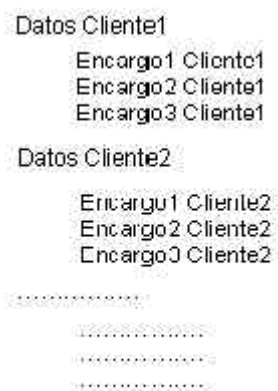 Datos Cliente1
Encargo1 Cliente1
Encargo2 Cliente1
Encargo3 Cliente1
Datos Cliente2
Encargo1 Cliente2
Encargo2 Cliente2
Encargo3 Cliente2
................
................
................
................